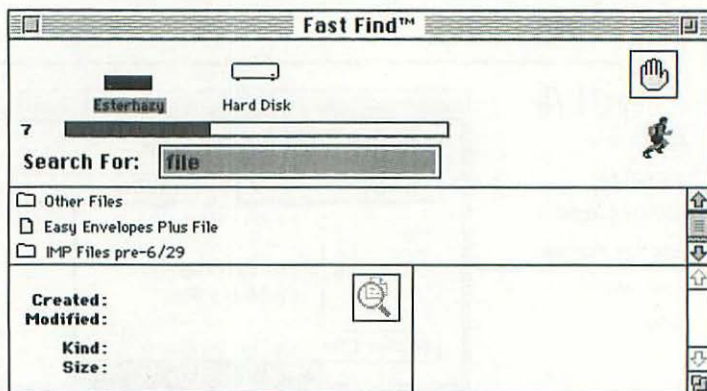 Fast Find™
Esterhazy
Hard Disk
7
Search For: file
Other Files
Easy Envelopes Plus File
IMP Files pre-6/29
Created:
Modified:
Kind:
Size: